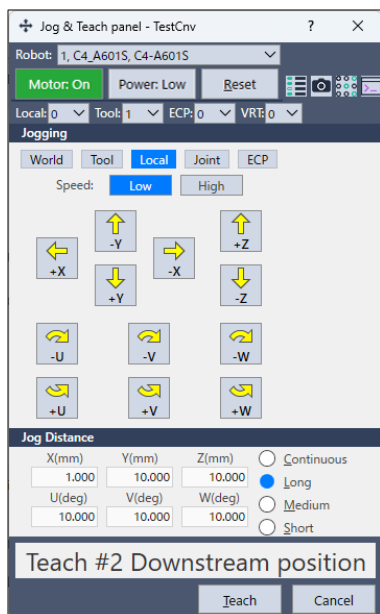 Jog & Teach panel - TestCnv ? ×
Robot: 1, C4_A601S, C4-A601S
Motor: On Power: Low Reset
Local: 0 Tool: 1 ECP: 0 VRT: 0
Jogging
World Tool Local Joint ECP
Speed: Low High
-Y +Z
+X -X
+Y -Z
-U -V -W
+U +V +W
Jog Distance
X(mm) Y(mm) Z(mm) Continuous
1.000 10.000 10.000 Long
U(deg) V(deg) W(deg) Medium
10.000 10.000 10.000 Short
Teach #2 Downstream position
Teach Cancel